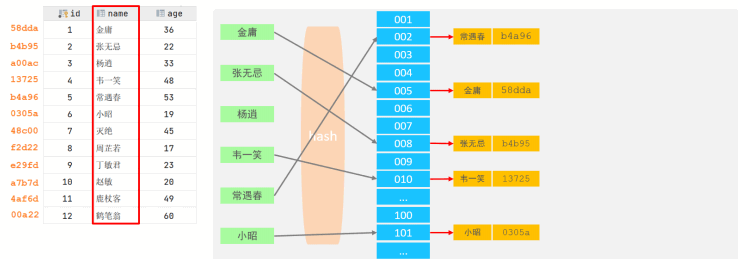 id name age
58dda 1 金庸 36
b4b95 2 张无忌 22
a00ac 3 杨逍 33
13725 4 韦一笑 48
b4a96 5 常遇春 53
0305a 6 小昭 19
48c00 7 灭绝 45
f2d22 8 周芷若 17
e29fd 9 丁敏君 23
a7b7d 10 赵敏 20
4af6d 11 鹿杖客 49
00a22 12 鹤笔翁 60
金庸
张无忌
杨逍
韦一笑
常遇春
小昭
hash
001
002
003
004
005
006
007
008
009
010
...
100
101
...
常遇春 b4a96
金庸 58dda
张无忌 b4b95
韦一笑 13725
小昭 0305a